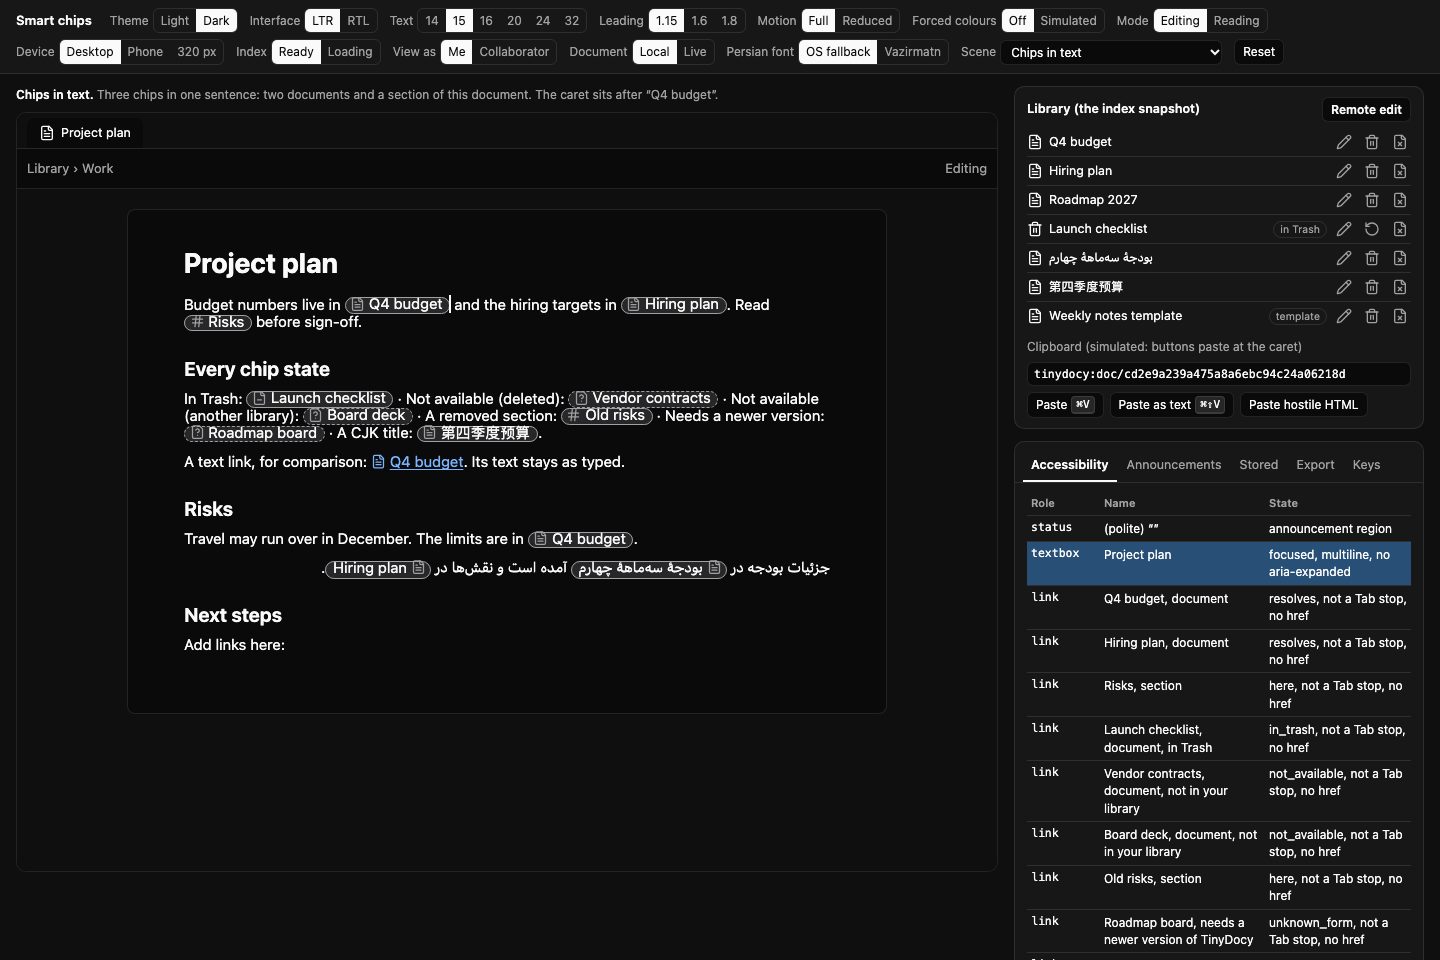 Smart chips Theme Light Dark Interface LTR RTL Text 14 15 16 20 24 32 Leading 1.15 1.6 1.8 Motion Full Reduced Forced colours Off Simulated Mode Editing Reading
Device Desktop Phone 320 px Index Ready Loading View as Me Collaborator Document Local Live Persian font OS fallback Vazirmatn Scene Chips in text Reset
Chips in text. Three chips in one sentence: two documents and a section of this document. The caret sits after “Q4 budget”.
Project plan
Library › Work Editing
Project plan
Budget numbers live in Q4 budget and the hiring targets in Hiring plan. Read
# Risks before sign-off.
Every chip state
In Trash: Launch checklist · Not available (deleted): Vendor contracts · Not available
(another library): Board deck · A removed section: # Old risks · Needs a newer version:
Roadmap board · A CJK title: 第四季度预算.
A text link, for comparison: Q4 budget. Its text stays as typed.
Risks
Travel may run over in December. The limits are in Q4 budget.
جزئیات بودجه در بودجهٔ سه‌ماههٔ چهارم آمده است و نقش‌ها در Hiring plan.
Next steps
Add links here:
Library (the index snapshot) Remote edit
Q4 budget
Hiring plan
Roadmap 2027
Launch checklist in Trash
بودجهٔ سه‌ماههٔ چهارم
第四季度预算
Weekly notes template template
Clipboard (simulated: buttons paste at the caret)
tinydocy:doc/cd2e9a239a475a8a6ebc94c24a06218d
Paste ⌘V Paste as text ⌘⇧V Paste hostile HTML
Accessibility Announcements Stored Export Keys
Role Name State
status (polite) “” announcement region
textbox Project plan focused, multiline, no
aria-expanded
link Q4 budget, document resolves, not a Tab stop,
no href
link Hiring plan, document resolves, not a Tab stop,
no href
link Risks, section here, not a Tab stop, no
href
link Launch checklist, in_trash, not a Tab stop,
document, in Trash no href
link Vendor contracts, not_available, not a Tab
document, not in your stop, no href
library
link Board deck, document, not not_available, not a Tab
in your library stop, no href
link Old risks, section here, not a Tab stop, no
href
link Roadmap board, needs a unknown_form, not a
newer version of TinyDocy Tab stop, no href